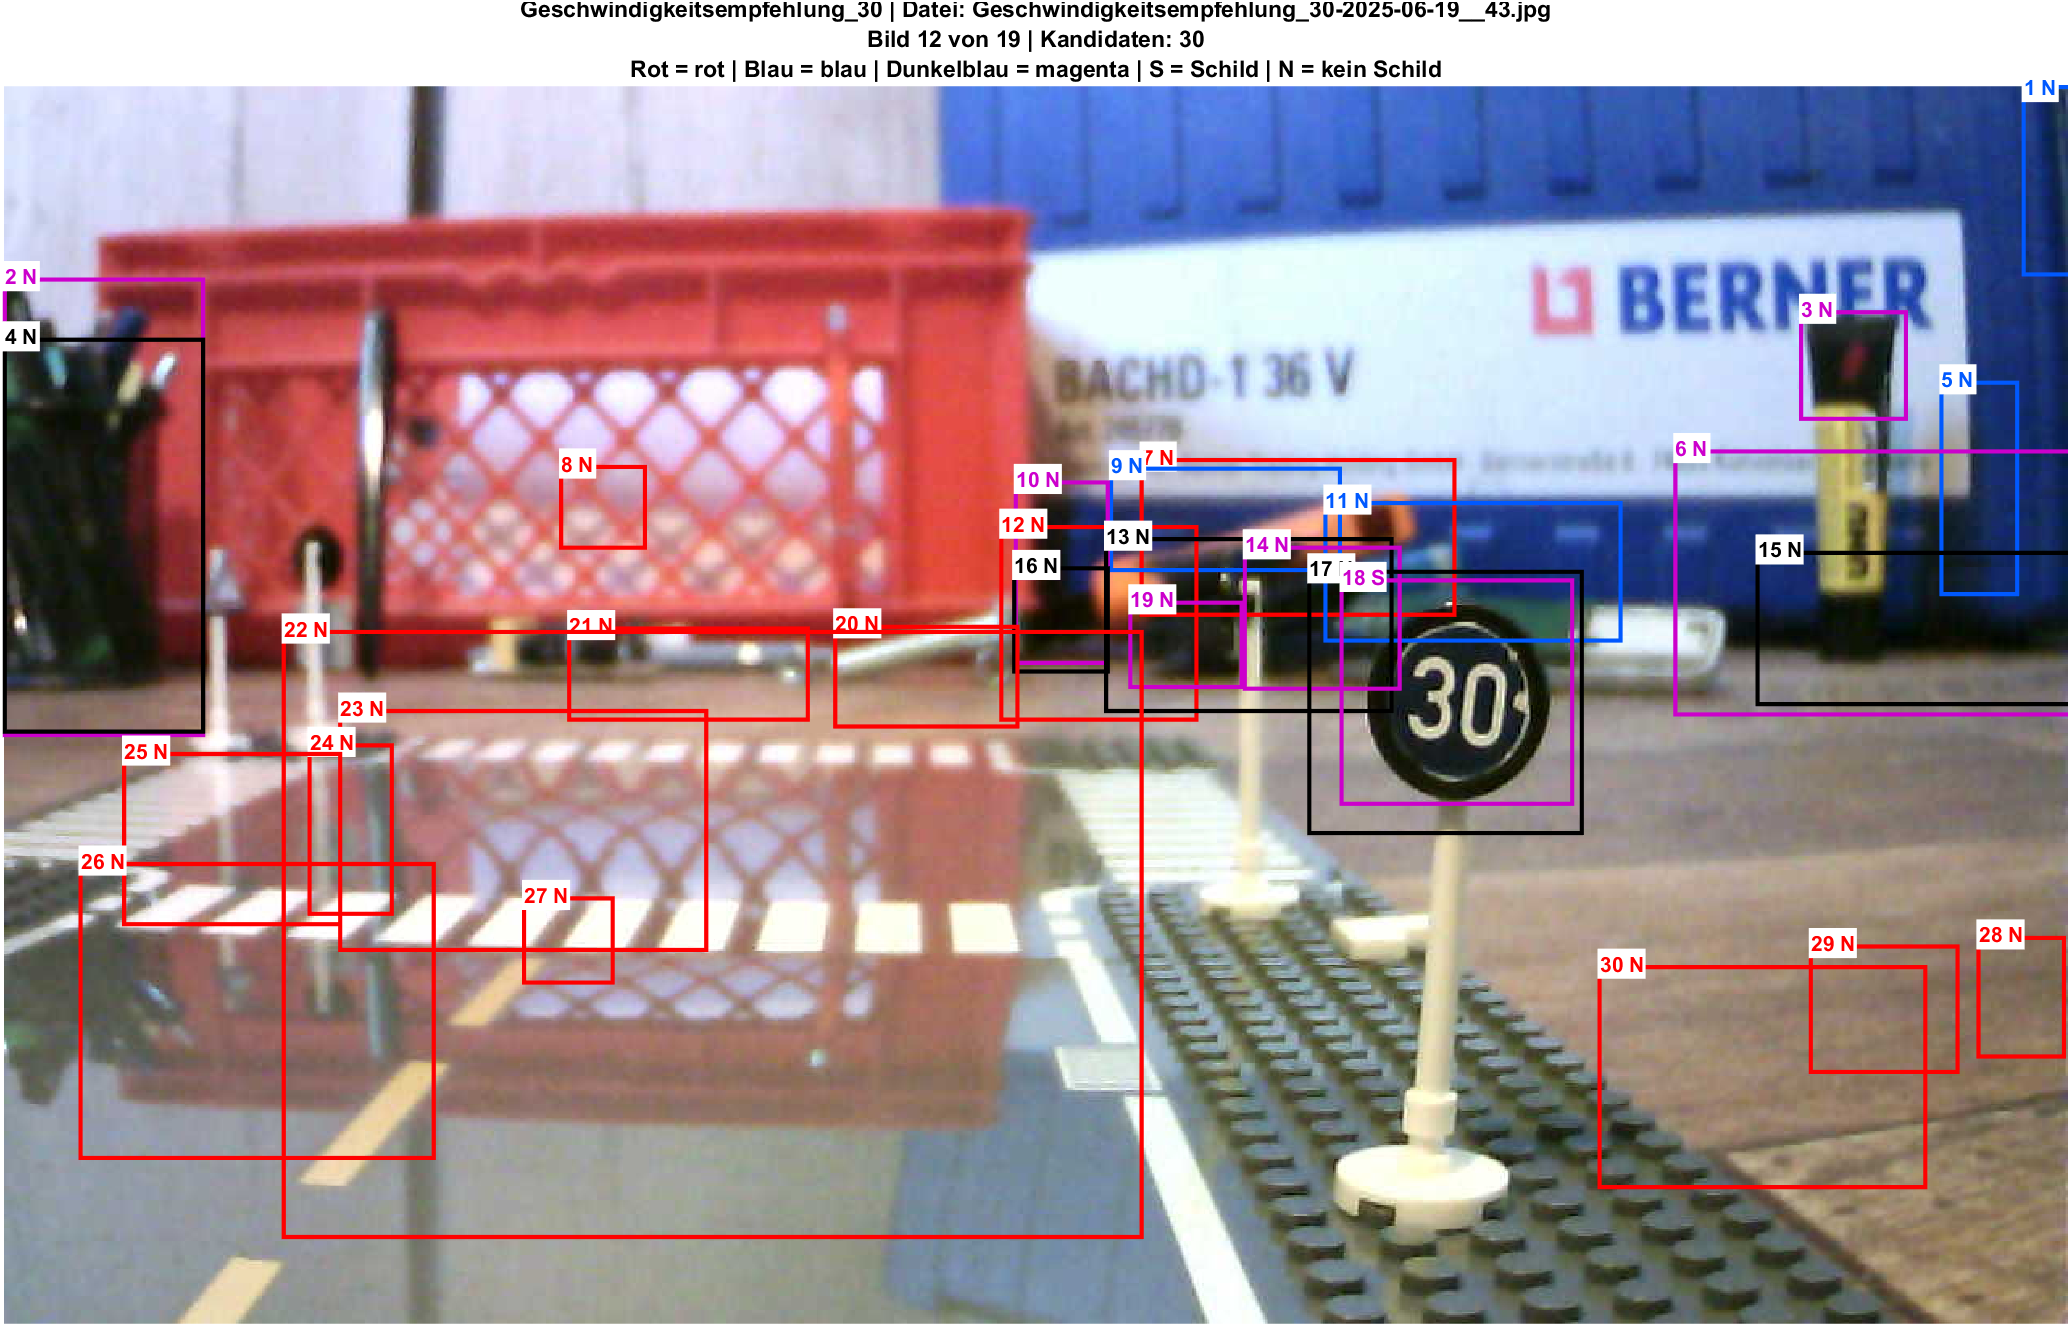 Geschwindigkeitsempfehlung_30 | Datei: Geschwindigkeitsempfehlung_30-2025-06-19__43.jpg
Bild 12 von 19 | Kandidaten: 30
Rot = rot | Blau = blau | Dunkelblau = magenta | S = Schild | N = kein Schild
1 N
2 N
BERNER
3 N
4 N
BACHD-1 36 V
5 N
6 N
7 N
8 N
9 N
10 N
11 N
12 N
13 N
14 N
15 N
16 N
17
18 S
19 N
20 N
21 N
22 N
30
23 N
24 N
25 N
26 N
27 N
28 N
29 N
30 N